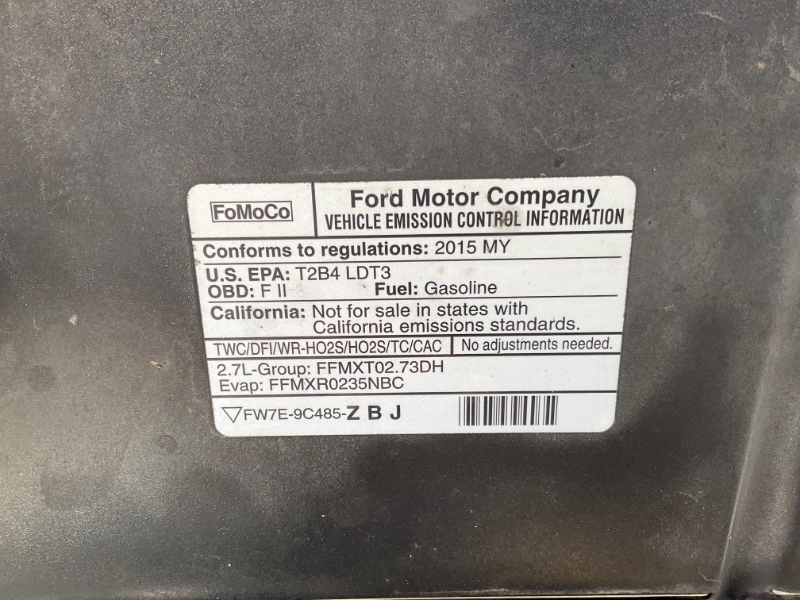 FoMoCo
Ford Motor Company
VEHICLE EMISSION CONTROL INFORMATION
Conforms to regulations: 2015 MY
U.S. EPA: T2B4 LDT3
OBD: F II Fuel: Gasoline
California: Not for sale in states with
California emissions standards.
TWC/DFI/WR-HO2S/HO2S/TC/CAC No adjustments needed.
2.7L-Group: FFMXT02.73DH
Evap: FFMXR0235NBC
FW7E-9C485-Z B J